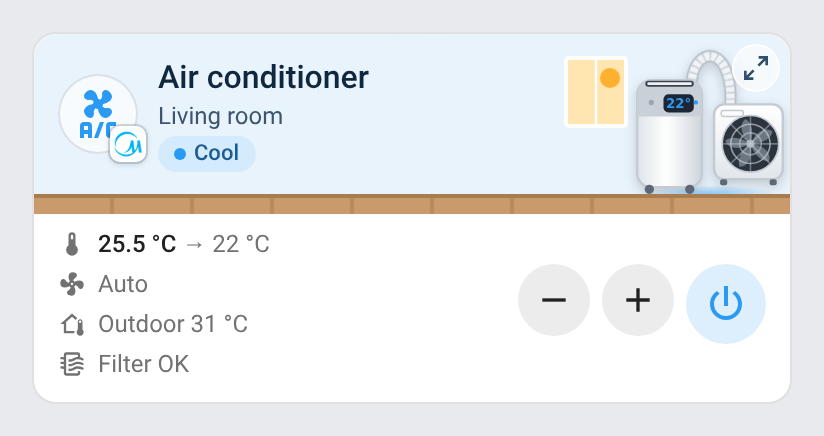 Air conditioner
A/C
Living room
Cool
22°
25.5 °C → 22 °C
Auto
Outdoor 31 °C
Filter OK